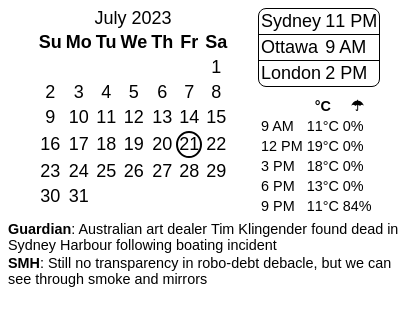 July 2023
Su Mo Tu We Th Fr Sa
1
2 3 4 5 6 7 8
9 10 11 12 13 14 15
16 17 18 19 20 21 22
23 24 25 26 27 28 29
30 31
Sydney 11 PM
Ottawa 9 AM
London 2 PM
°C ☂
9 AM 11°C 0%
12 PM 19°C 0%
3 PM 18°C 0%
6 PM 13°C 0%
9 PM 11°C 84%
Guardian: Australian art dealer Tim Klingender found dead in
Sydney Harbour following boating incident
SMH: Still no transparency in robo-debt debacle, but we can
see through smoke and mirrors